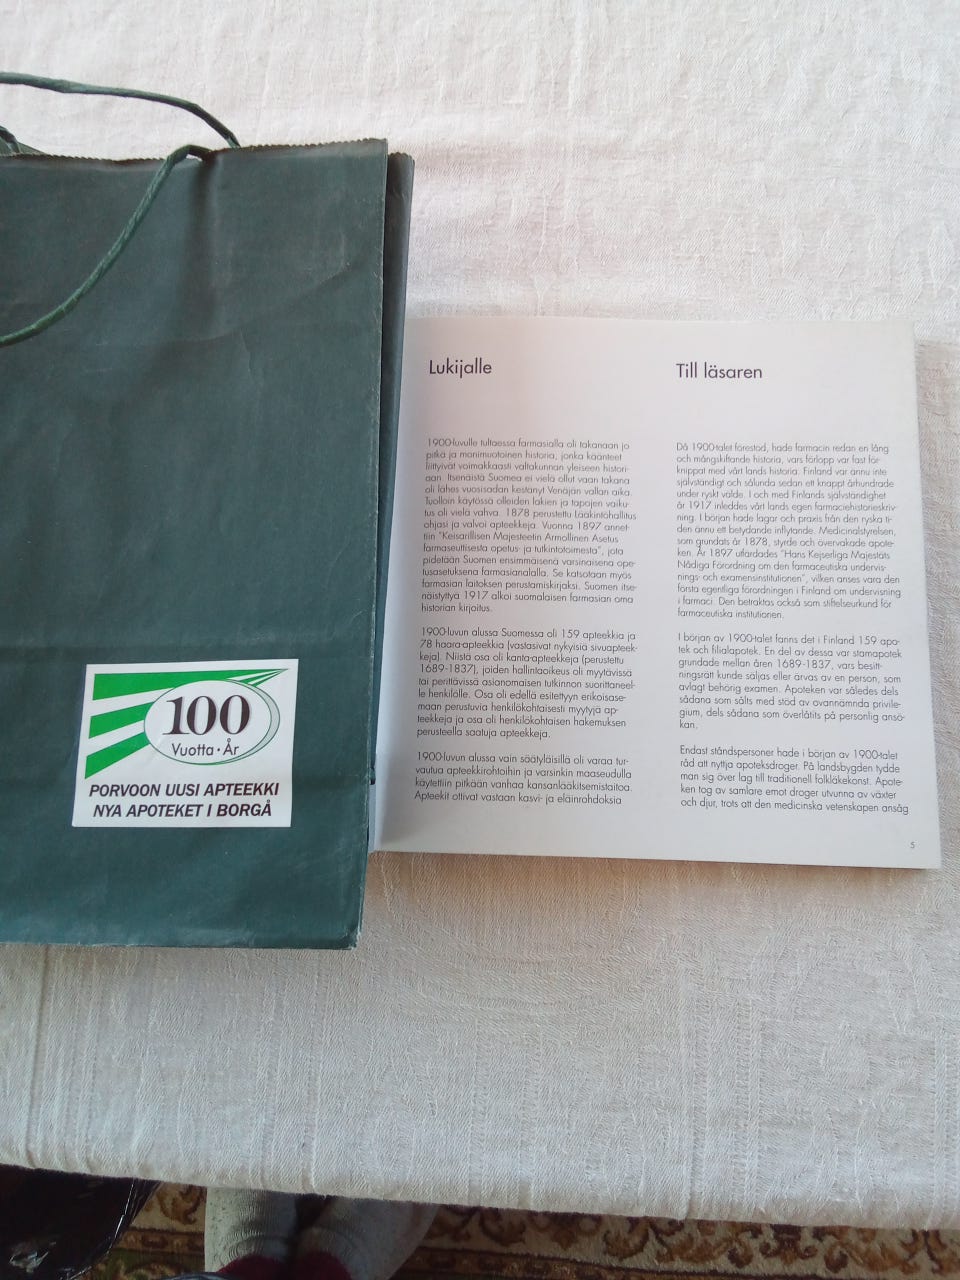 100
Vuotta · År
PORVOON UUSI APTEEKKI
NYA APOTEKET I BORGÅ
Lukijalle
1900-luvulle tultaessa farmasialla oli takanaan jo
pitkä ja monimuotoinen historia, jonka käänteet
liittyivät voimakkaasti valtakunnan yleiseen histori-
aan. Itsenäistä Suomea ei vielä ollut vaan takana
oli lähes vuosisadan kestänyt Venäjän vallan aika.
Tuolloin käytössä olleiden lakien ja tapojen vaiku-
tus oli vielä vahva. 1878 perustettu Lääkintöhallitus
ohjasi ja valvoi apteekkeja. Vuonna 1897 annet-
tiin "Keisarillisen Majesteetin Armollinen Asetus
farmaseuttisesta opetus- ja tutkintotoimesta", jota
pidetään Suomen ensimmäisenä varsinaisena ope-
tusasetuksena farmasianalalla. Se katsotaan myös
farmasian laitoksen perustamiskirjaksi. Suomen itse-
näistyttyä 1917 alkoi suomalaisen farmasian oma
historian kirjoitus.
1900-luvun alussa Suomessa oli 159 apteekkia ja
78 haara-apteekkia (vastasivat nykyisiä sivuapteek-
keja). Niistä osa oli kanta-apteekkeja (perustettu
1689-1837), joiden hallintaoikeus oli myytävissä
tai perittävissä asianomaisen tutkinnon suorittaneel-
le henkilölle. Osa oli edellä esitettyyn erikoisase-
maan perustuvia henkilökohtaisesti myytyjä ap-
teekkeja ja osa oli henkilökohtaisen hakemuksen
perusteella saatuja apteekkeja.
1900-luvun alussa vain säätyläisillä oli varaa tur-
vautua apteekkirohtoihin ja varsinkin maaseudulla
käytettiin pitkään vanhaa kansanlääkitsemistaitoa.
Apteekit ottivat vastaan kasvi- ja eläinrohdoksia
Till läsaren
Då 1900-talet förestod, hade farmacin redan en lång
och mångskiftande historia, vars förlopp var fast för-
knippat med vårt lands historia. Finland var ännu inte
självständigt och sålunda sedan ett knappt århundrade
under ryskt välde. I och med Finlands självständighet
år 1917 inleddes vårt lands egen farmaciehistorieskriv-
ning. I början hade lagar och praxis från den ryska ti-
den ännu ett betydande inflytande. Medicinalstyrelsen,
som grundats år 1878, styrde och övervakade apote-
ken. År 1897 utfärdades "Hans Kejserliga Majestäts
Nådiga Förordning om den farmaceutiska undervis-
nings- och examensinstitutionen", vilken anses vara den
första egentliga förordningen i Finland om undervisning
i farmaci. Den betraktas också som stiftelseurkund för
farmaceutiska institutionen.
I början av 1900-talet fanns det i Finland 159 apo-
tek och filialapotek. En del av dessa var stamapotek
grundade mellan åren 1689-1837, vars besitt-
ningsrätt kunde säljas eller ärvas av en person, som
avlagt behörig examen. Apoteken var således dels
sådana som sålts med stöd av ovannämnda privile-
gium, dels sådana som överlåtits på personlig ansö-
kan.
Endast ståndspersoner hade i början av 1900-talet
råd att nyttja apoteksdroger. På landsbygden tydde
man sig över lag till traditionell folkläkekonst. Apote-
ken tog av samlare emot droger utvunna av växter
och djur, trots att den medicinska vetenskapen ansåg
5